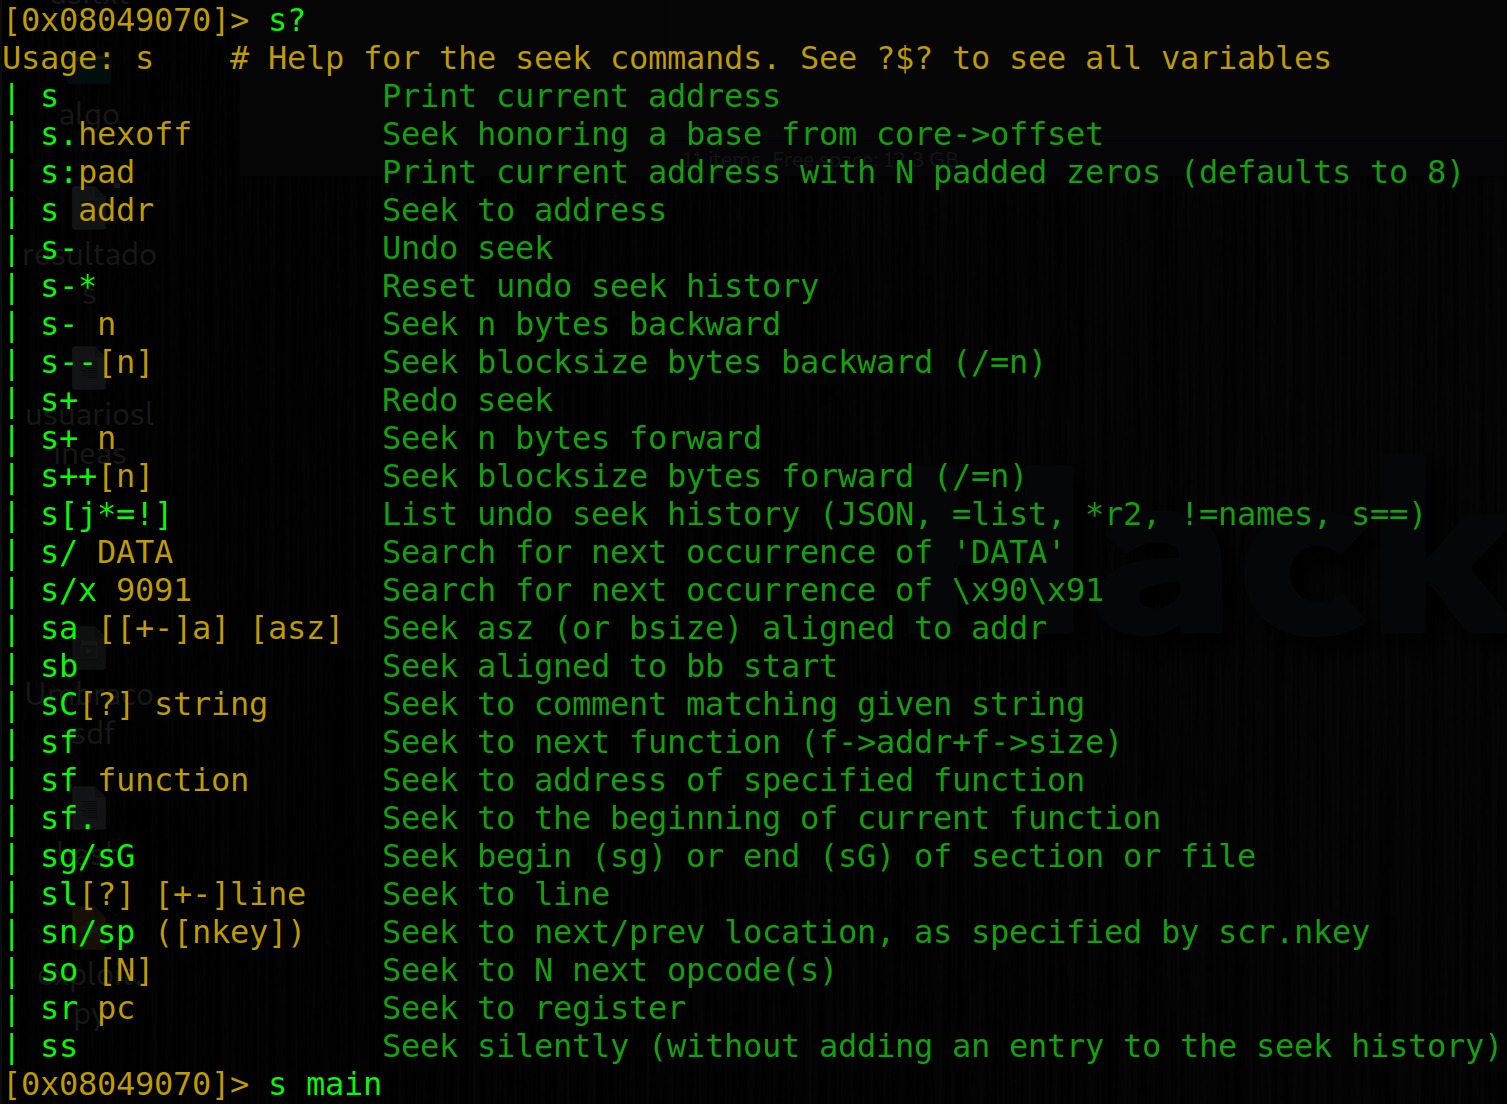 [0x08049070]> s?
Usage: s    # Help for the seek commands. See ?$? to see all variables
| s                 Print current address
| s.hexoff          Seek honoring a base from core->offset
| s:pad             Print current address with N padded zeros (defaults to 8)
| s addr            Seek to address
| s-                Undo seek
| s-*               Reset undo seek history
| s- n              Seek n bytes backward
| s--[n]            Seek blocksize bytes backward (/=n)
| s+                Redo seek
| s+ n              Seek n bytes forward
| s++[n]            Seek blocksize bytes forward (/=n)
| s[j*=!]           List undo seek history (JSON, =list, *r2, !=names, s==)
| s/ DATA           Search for next occurrence of 'DATA'
| s/x 9091          Search for next occurrence of \x90\x91
| sa [[+-]a] [asz]  Seek asz (or bsize) aligned to addr
| sb                Seek aligned to bb start
| sC[?] string      Seek to comment matching given string
| sf                Seek to next function (f->addr+f->size)
| sf function       Seek to address of specified function
| sf.               Seek to the beginning of current function
| sg/sG             Seek begin (sg) or end (sG) of section or file
| sl[?] [+-]line    Seek to line
| sn/sp ([nkey])    Seek to next/prev location, as specified by scr.nkey
| so [N]            Seek to N next opcode(s)
| sr pc             Seek to register
| ss                Seek silently (without adding an entry to the seek history)
[0x08049070]> s main
algo
resultado
s
usuariosl
ineas
sdf
py
Hack